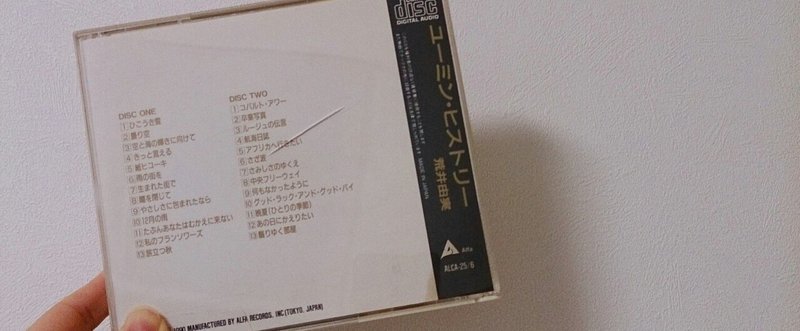 DISC ONE
1 ひこうき雲
2 曇り空
3 空と海の輝きに向けて
4 きっと言える
5 紙ヒコーキ
6 雨の街を
7 生まれた街で
8 瞳を閉じて
9 やさしさに包まれたなら
10 12月の雨
11 たぶんあなたはむかえに来ない
12 私のフランソワーズ
13 旅立つ秋
DISC TWO
1 コバルト・アワー
2 卒業写真
3 ルージュの伝言
4 航海日誌
5 アフリカへ行きたい
6 さざ波
7 さみしさのゆくえ
8 中央フリーウェイ
9 何もなかったように
10 グッド・ラック・アンド・グッド・バイ
11 晩夏(ひとりの季節)
12 あの日にかえりたい
13 曇りゆく部屋
1990 MANUFACTURED BY ALFA RECORDS, INC (TOKYO, JAPAN)
disc
DIGITAL AUDIO
ユーミン・ヒストリー
荒井由実
MADE IN JAPAN
Alfa
ALCA-25/6